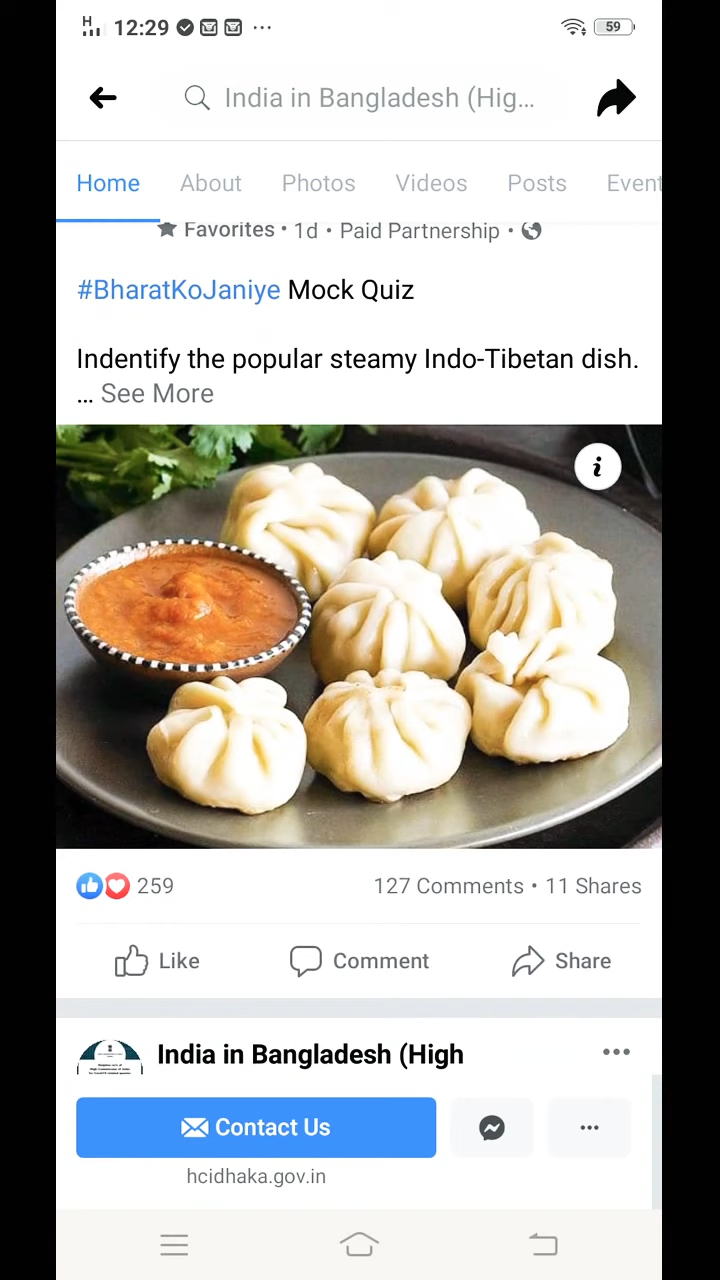 H 12:29 ... 59
India in Bangladesh (Hig...
Home About Photos Videos Posts Event
Favorites • 1d • Paid Partnership •
#BharatKoJaniye Mock Quiz
Indentify the popular steamy Indo-Tibetan dish.
... See More
i
259 127 Comments • 11 Shares
Like Comment Share
India in Bangladesh (High
Contact Us
hcidhaka.gov.in